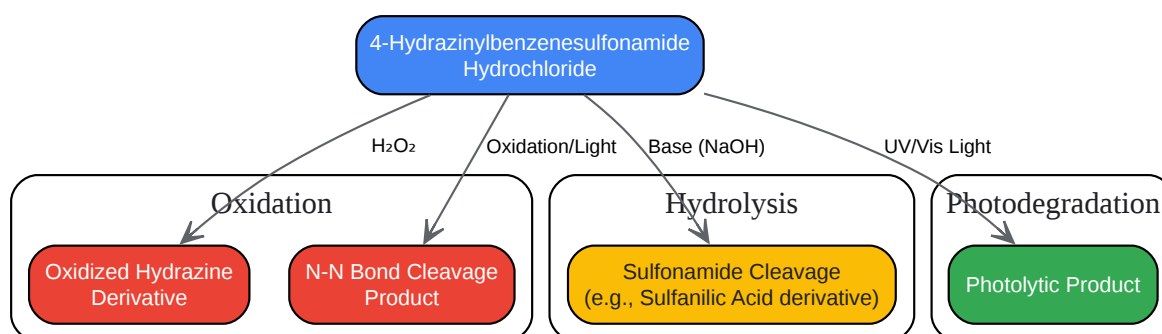 4-Hydrazinylbenzenesulfonamide
Hydrochloride
H₂O₂
Oxidation/Light
Base (NaOH)
UV/Vis Light
Oxidation
Hydrolysis
Photodegradation
Oxidized Hydrazine
Derivative
N-N Bond Cleavage
Product
Sulfonamide Cleavage
(e.g., Sulfanilic Acid derivative)
Photolytic Product